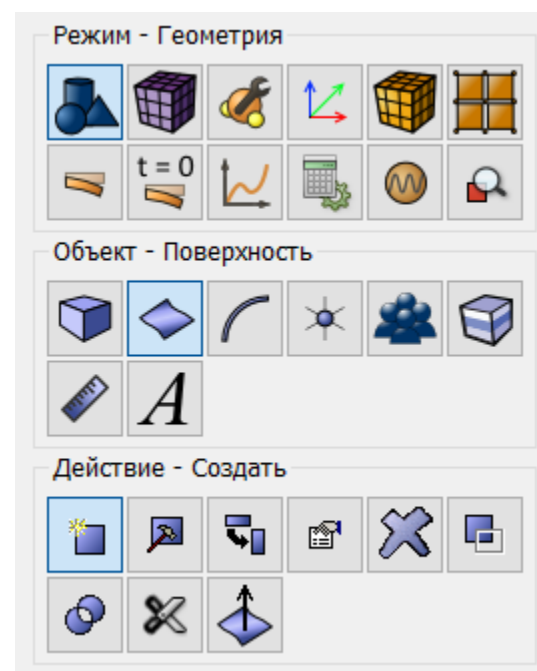 Режим - Геометрия
t = 0
Объект - Поверхность
A
Действие - Создать